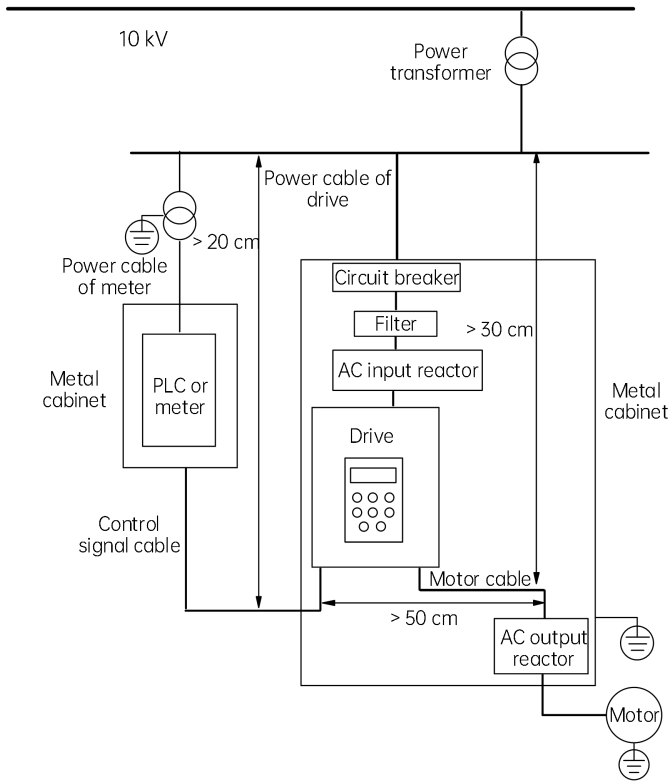 10 kV
Power
transformer
Power cable of
drive
> 20 cm
Power cable
of meter
Circuit breaker
Filter
> 30 cm
AC input reactor
Metal
cabinet
PLC or
meter
Metal
cabinet
Drive
Control
signal cable
Motor cable
> 50 cm
AC output
reactor
Motor